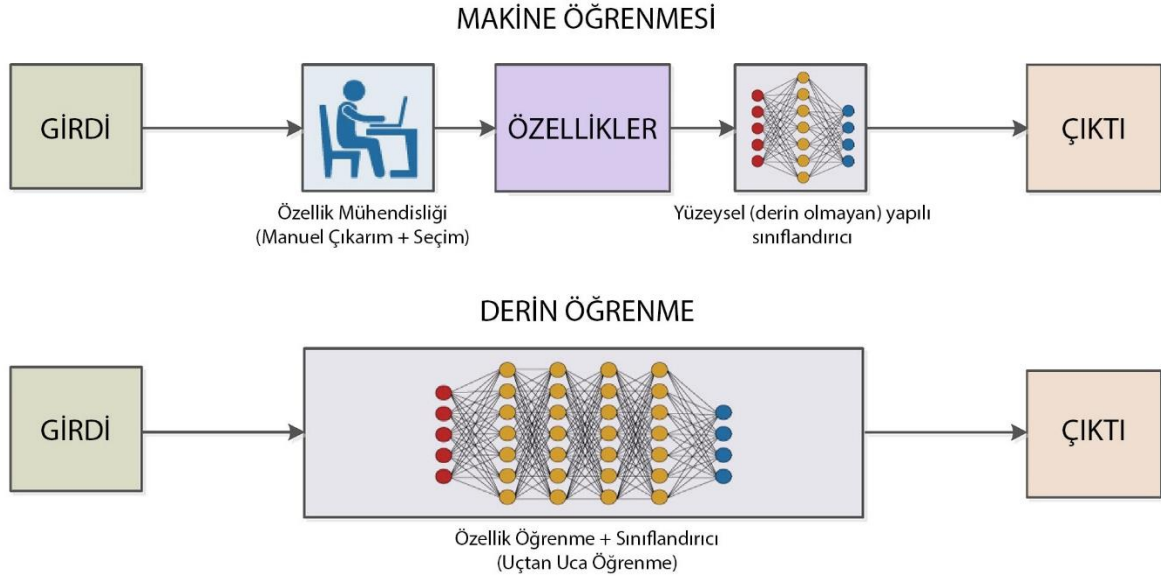 MAKİNE ÖĞRENMESİ
GİRDİ
ÖZELLİKLER
ÇIKTI
Özellik Mühendisliği
(Manuel Çıkarım + Seçim)
Yüzeysel (derin olmayan) yapılı
sınıflandırıcı
DERİN ÖĞRENME
GİRDİ
ÇIKTI
Özellik Öğrenme + Sınıflandırıcı
(Uçtan Uca Öğrenme)